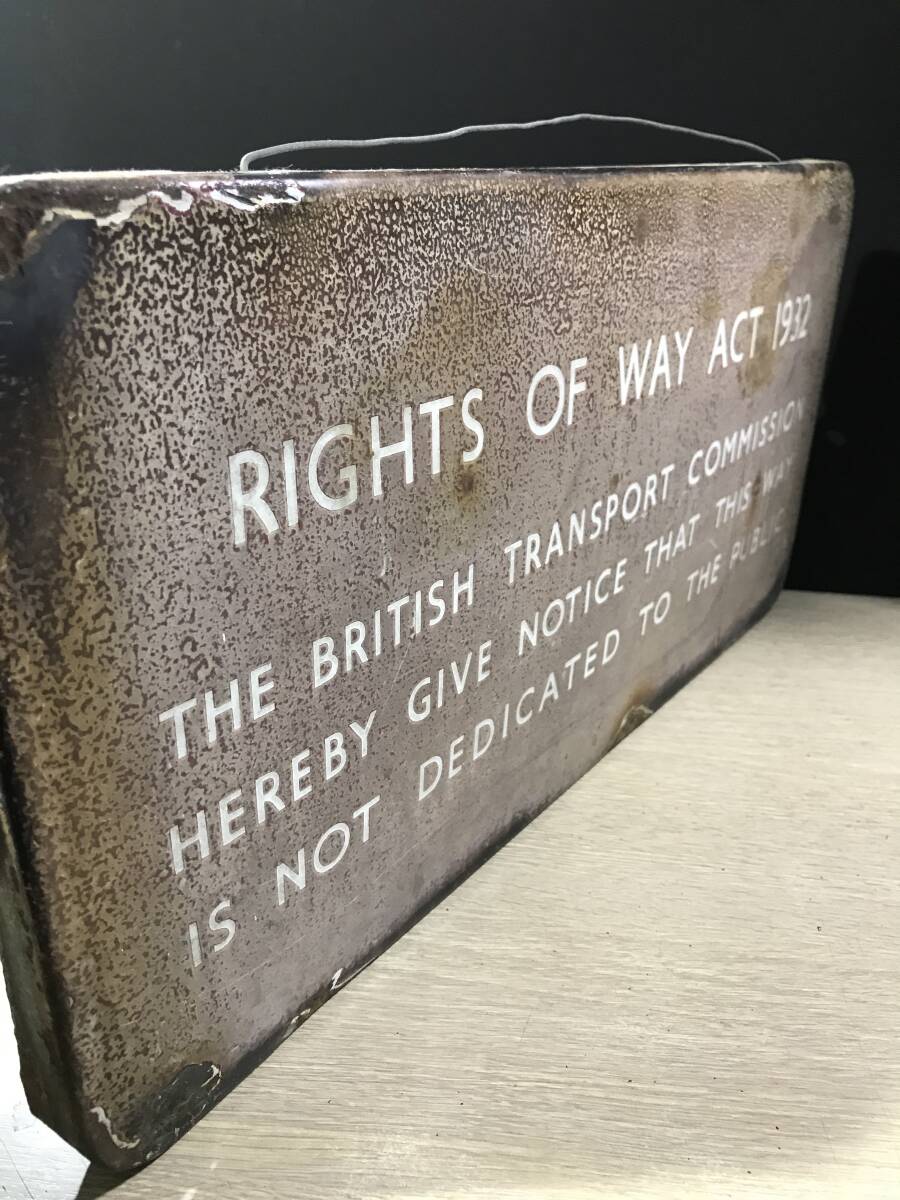 RIGHTS OF WAY ACT 1932
THE BRITISH TRANSPORT COMMISSION
HEREBY GIVE NOTICE THAT THIS WAY
IS NOT DEDICATED TO THE PUBLIC